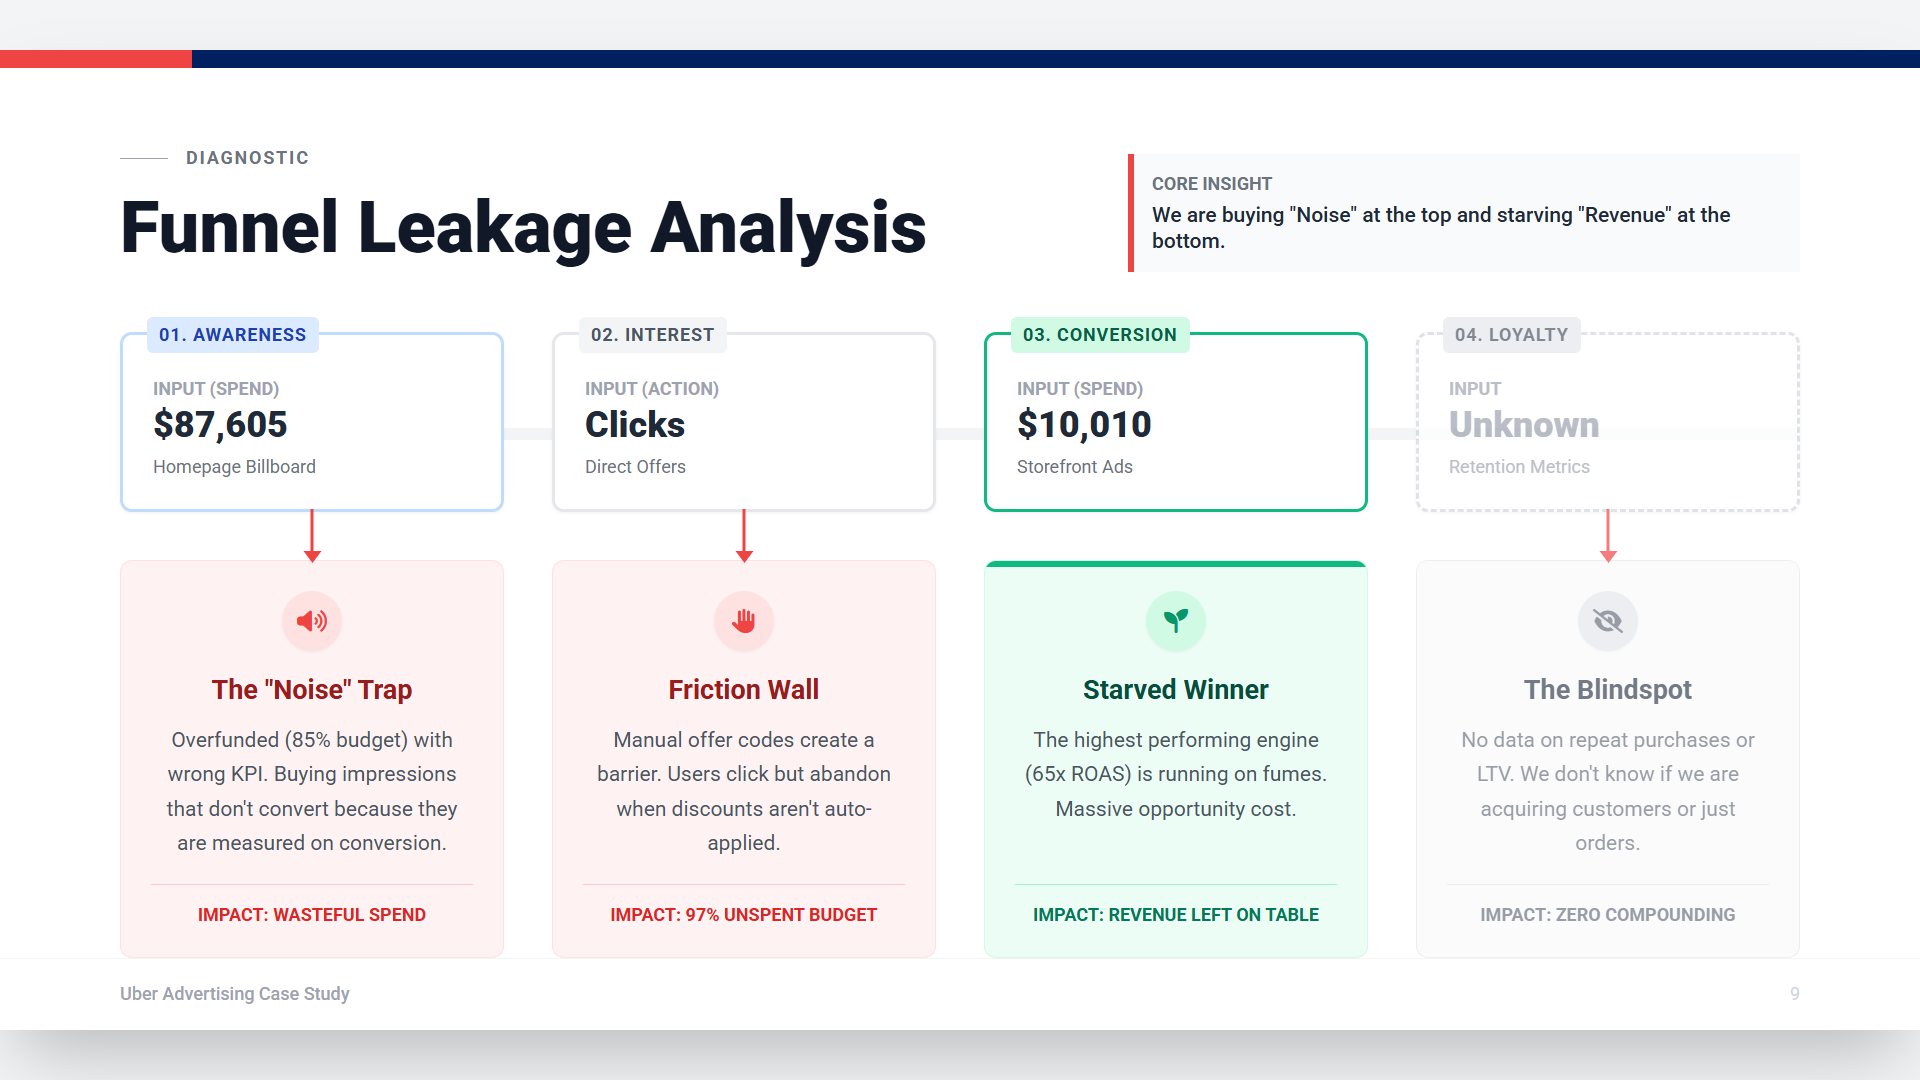 DIAGNOSTIC
Funnel Leakage Analysis
CORE INSIGHT
We are buying "Noise" at the top and starving "Revenue" at the
bottom.
01. AWARENESS
INPUT (SPEND)
$87,605
Homepage Billboard
02. INTEREST
INPUT (ACTION)
Clicks
Direct Offers
03. CONVERSION
INPUT (SPEND)
$10,010
Storefront Ads
04. LOYALTY
INPUT
Unknown
Retention Metrics
The "Noise" Trap
Overfunded (85% budget) with
wrong KPI. Buying impressions
that don't convert because they
are measured on conversion.
IMPACT: WASTEFUL SPEND
Friction Wall
Manual offer codes create a
barrier. Users click but abandon
when discounts aren't auto-
applied.
IMPACT: 97% UNSPENT BUDGET
Starved Winner
The highest performing engine
(65x ROAS) is running on fumes.
Massive opportunity cost.
IMPACT: REVENUE LEFT ON TABLE
The Blindspot
No data on repeat purchases or
LTV. We don't know if we are
acquiring customers or just
orders.
IMPACT: ZERO COMPOUNDING
Uber Advertising Case Study
9